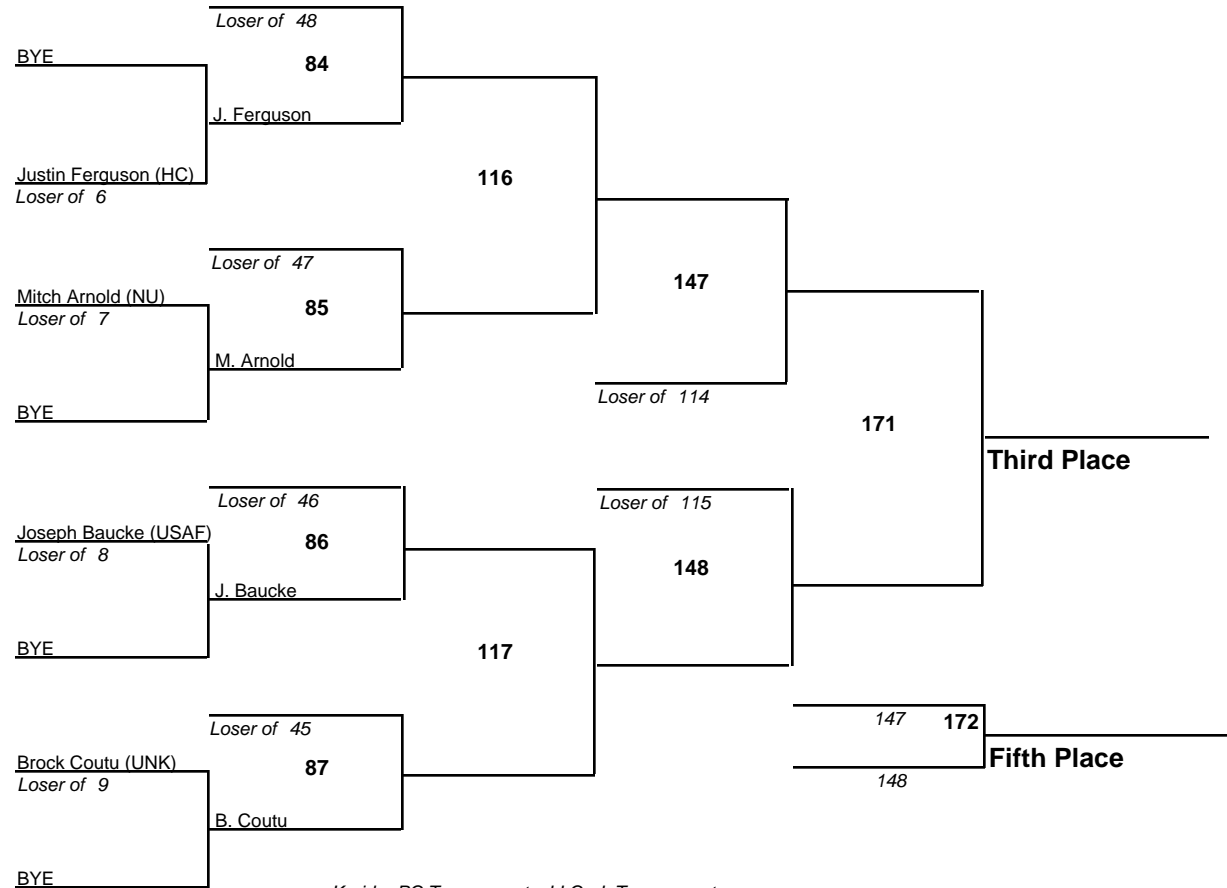 Loser of 48
BYE
84
J. Ferguson
Justin Ferguson (HC)
Loser of 6
116
Loser of 47
Mitch Arnold (NU)
Loser of 7
85
147
M. Arnold
Loser of 114
BYE
171
Third Place
Loser of 46
Loser of 115
Joseph Baucke (USAF)
Loser of 8
86
148
J. Baucke
BYE
117
Loser of 45
147 172
Brock Coutu (UNK)
Loser of 9
87
Fifth Place
148
B. Coutu
BYE